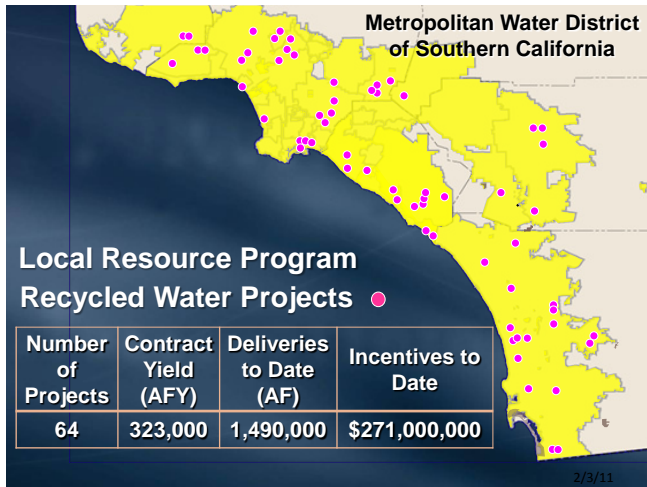 Metropolitan Water District
of Southern California
Local Resource Program
Recycled Water Projects
Number
of
Projects
Contract
Yield
(AFY)
Deliveries
to Date
(AF)
Incentives to
Date
64
323,000
1,490,000
$271,000,000
2/3/11